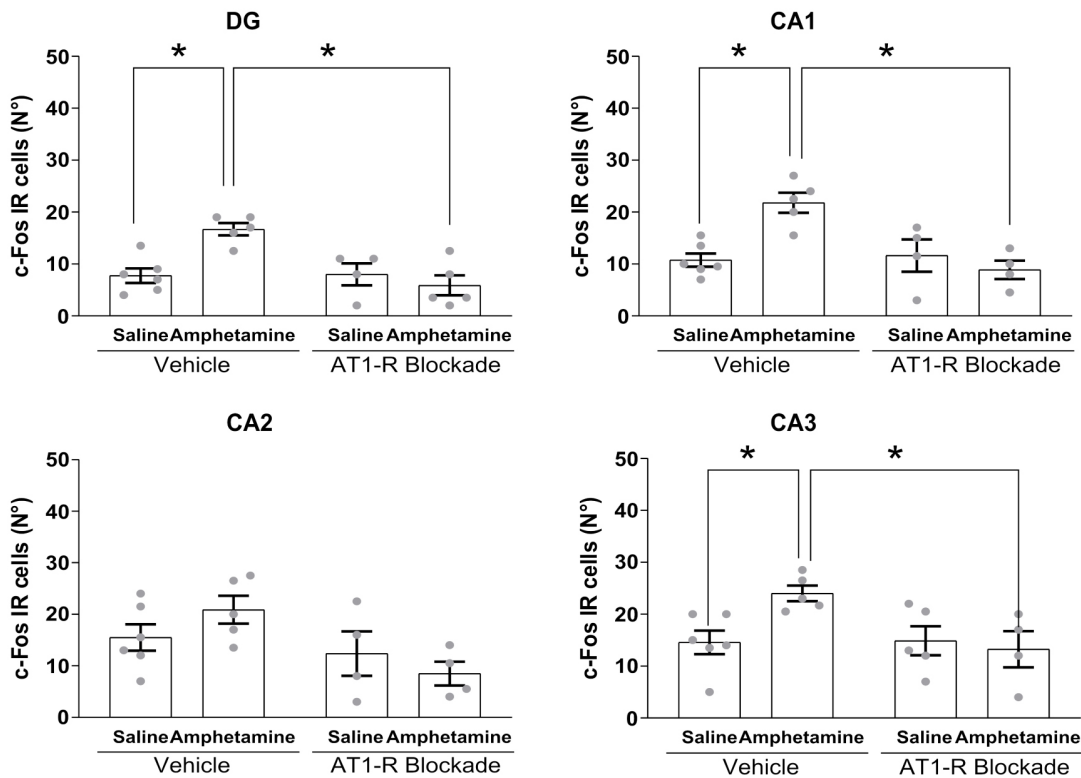 DG
*
*
50
40
30
20
10
0
c-Fos IR cells (N°)
Saline Amphetamine Saline Amphetamine
Vehicle AT1-R Blockade
CA1
*
*
50
40
30
20
10
0
c-Fos IR cells (N°)
Saline Amphetamine Saline Amphetamine
Vehicle AT1-R Blockade
CA2
50
40
30
20
10
0
c-Fos IR cells (N°)
Saline Amphetamine Saline Amphetamine
Vehicle AT1-R Blockade
CA3
*
*
50
40
30
20
10
0
c-Fos IR cells (N°)
Saline Amphetamine Saline Amphetamine
Vehicle AT1-R Blockade